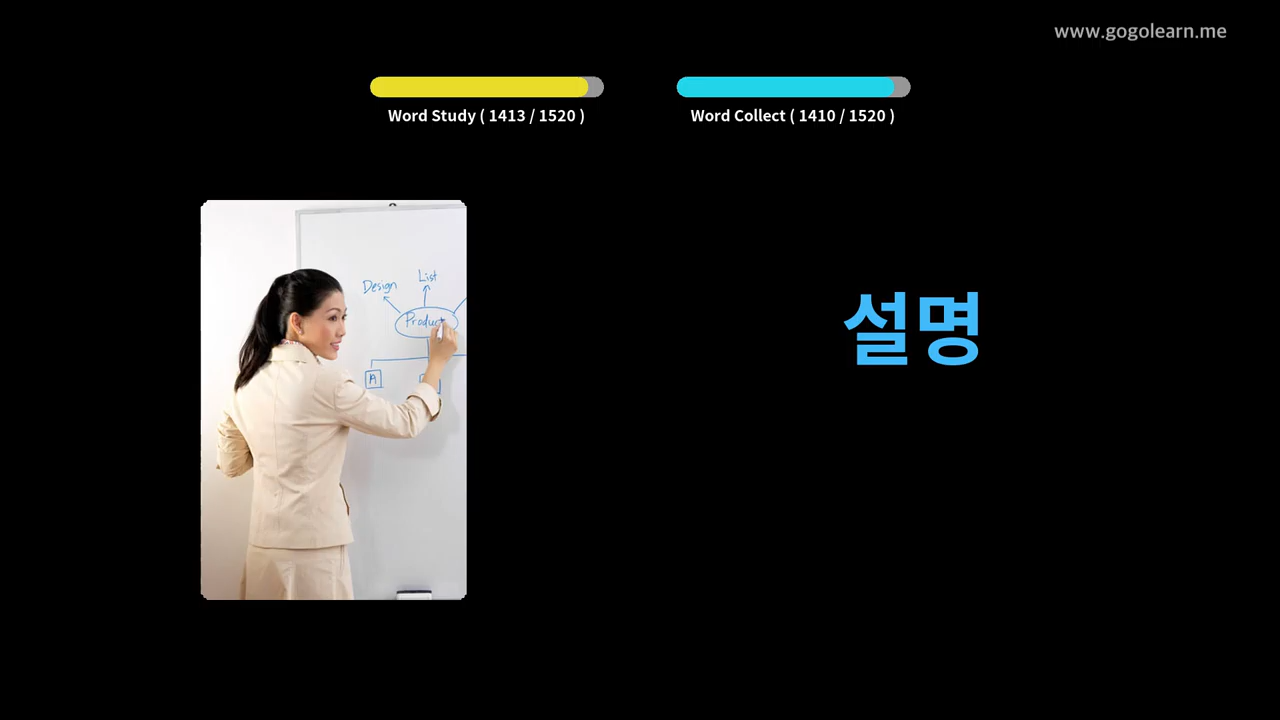 www.gogolearn.me
Word Study ( 1413 / 1520 )
Word Collect ( 1410 / 1520 )
List
Design
Product
A
설명